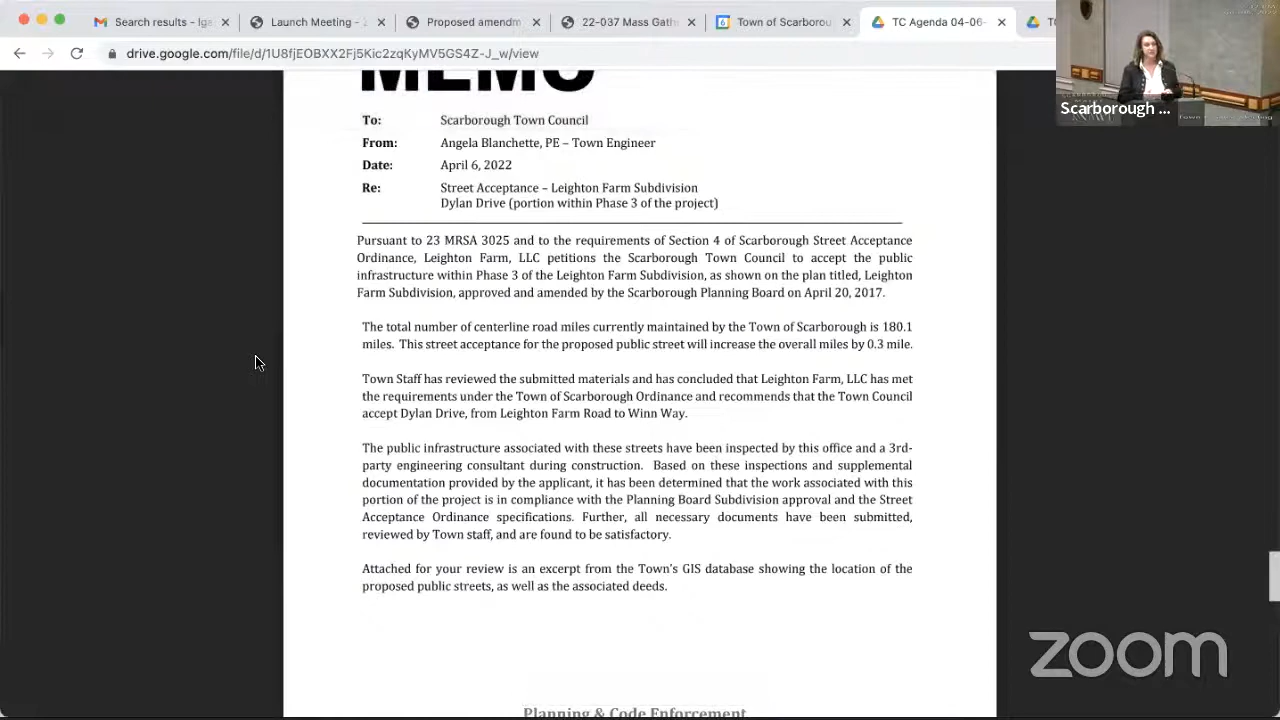 Search results - Iga
Launch Meeting - Z
Proposed amendm
22-037 Mass Gath
Town of Scarborou
TC Agenda 04-06-
drive.google.com/file/d/1U8fjEOBXX2Fj5Kic2zqKyMV5GS4Z-J_w/view
Scarborough ...
MEMO
To: Scarborough Town Council
From: Angela Blanchette, PE – Town Engineer
Date: April 6, 2022
Re: Street Acceptance – Leighton Farm Subdivision
Dylan Drive (portion within Phase 3 of the project)
Pursuant to 23 MRSA 3025 and to the requirements of Section 4 of Scarborough Street Acceptance
Ordinance, Leighton Farm, LLC petitions the Scarborough Town Council to accept the public
infrastructure within Phase 3 of the Leighton Farm Subdivision, as shown on the plan titled, Leighton
Farm Subdivision, approved and amended by the Scarborough Planning Board on April 20, 2017.
The total number of centerline road miles currently maintained by the Town of Scarborough is 180.1
miles. This street acceptance for the proposed public street will increase the overall miles by 0.3 mile.
Town Staff has reviewed the submitted materials and has concluded that Leighton Farm, LLC has met
the requirements under the Town of Scarborough Ordinance and recommends that the Town Council
accept Dylan Drive, from Leighton Farm Road to Winn Way.
The public infrastructure associated with these streets have been inspected by this office and a 3rd-
party engineering consultant during construction. Based on these inspections and supplemental
documentation provided by the applicant, it has been determined that the work associated with this
portion of the project is in compliance with the Planning Board Subdivision approval and the Street
Acceptance Ordinance specifications. Further, all necessary documents have been submitted,
reviewed by Town staff, and are found to be satisfactory.
Attached for your review is an excerpt from the Town's GIS database showing the location of the
proposed public streets, as well as the associated deeds.
zoom
Planning & Code Enforcement